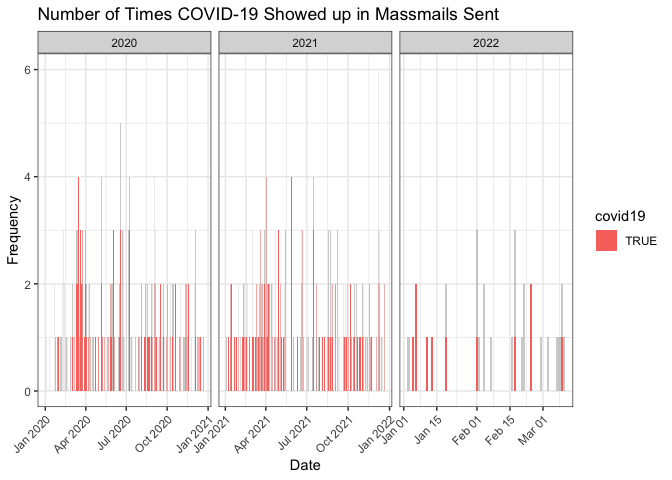 Number of Times COVID-19 Showed up in Massmails Sent
2020 2021 2022
6
4
2
0
Frequency
covid19
TRUE
Jan 2020 Apr 2020 Jul 2020 Oct 2020 Jan 2021 Jan 2021 Apr 2021 Jul 2021 Oct 2021 Jan 2022 Jan 01 Jan 15 Feb 01 Feb 15 Mar 01
Date